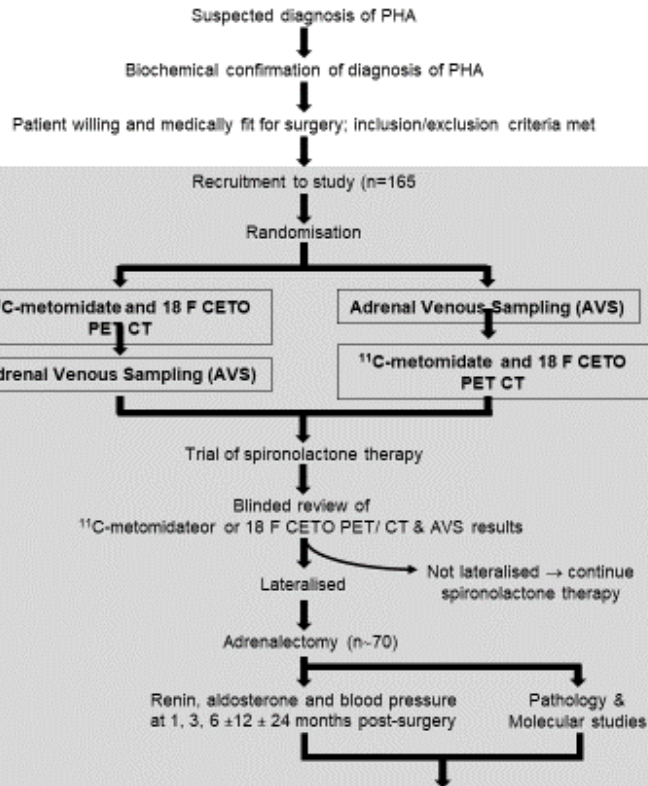 Suspected diagnosis of PHA
Biochemical confirmation of diagnosis of PHA
Patient willing and medically fit for surgery; inclusion/exclusion criteria met
Recruitment to study (n=165
Randomisation
C-metomidate and 18 F CETO
PET CT
drenal Venous Sampling (AVS)
Adrenal Venous Sampling (AVS)
¹¹C-metomidate and 18 F CETO
PET CT
Trial of spironolactone therapy
Blinded review of
¹¹C-metomidateor or 18 F CETO PET/ CT & AVS results
Lateralised
Not lateralised → continue
spironolactone therapy
Adrenalectomy (n~70)
Renin, aldosterone and blood pressure
at 1, 3, 6 ±12 ± 24 months post-surgery
Pathology &
Molecular studies